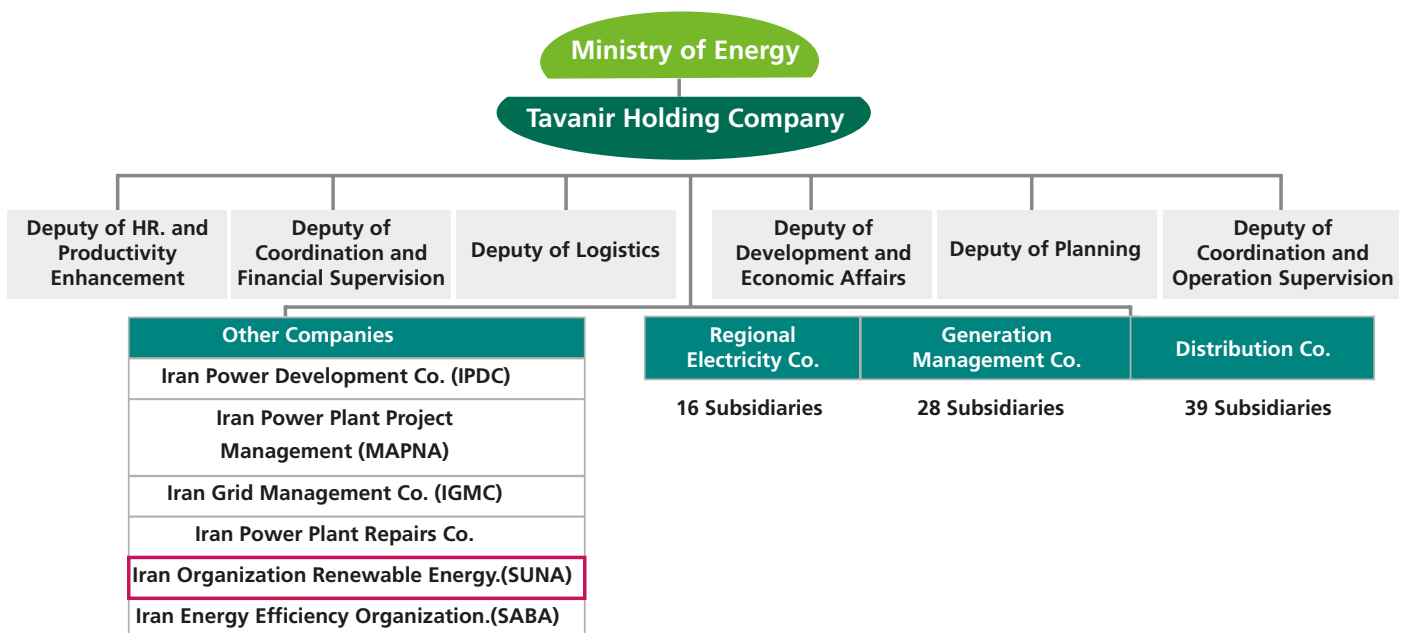 Ministry of Energy
Tavanir Holding Company
Deputy of HR. and
Productivity
Enhancement
Deputy of
Coordination and
Financial Supervision
Deputy of Logistics
Deputy of
Development and
Economic Affairs
Deputy of Planning
Deputy of
Coordination and
Operation Supervision
Other Companies
Iran Power Development Co. (IPDC)
Iran Power Plant Project
Management (MAPNA)
Iran Grid Management Co. (IGMC)
Iran Power Plant Repairs Co.
Iran Organization Renewable Energy.(SUNA)
Iran Energy Efficiency Organization.(SABA)
Regional
Electricity Co.
16 Subsidiaries
Generation
Management Co.
28 Subsidiaries
Distribution Co.
39 Subsidiaries